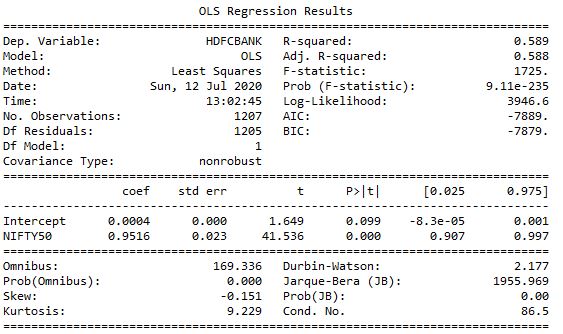 OLS Regression Results
==============================================================================
Dep. Variable:               HDFCBANK   R-squared:                       0.589
Model:                            OLS   Adj. R-squared:                  0.588
Method:                 Least Squares   F-statistic:                     1725.
Date:                Sun, 12 Jul 2020   Prob (F-statistic):          9.11e-235
Time:                        13:02:45   Log-Likelihood:                 3946.6
No. Observations:                1207   AIC:                            -7889.
Df Residuals:                    1205   BIC:                            -7879.
Df Model:                           1
Covariance Type:            nonrobust
==============================================================================
                 coef    std err          t      P>|t|      [0.025      0.975]
------------------------------------------------------------------------------
Intercept      0.0004      0.000      1.649      0.099    -8.3e-05       0.001
NIFTY50        0.9516      0.023     41.536      0.000       0.907       0.997
==============================================================================
Omnibus:                      169.336   Durbin-Watson:                   2.177
Prob(Omnibus):                  0.000   Jarque-Bera (JB):             1955.969
Skew:                          -0.151   Prob(JB):                         0.00
Kurtosis:                       9.229   Cond. No.                         86.5
==============================================================================